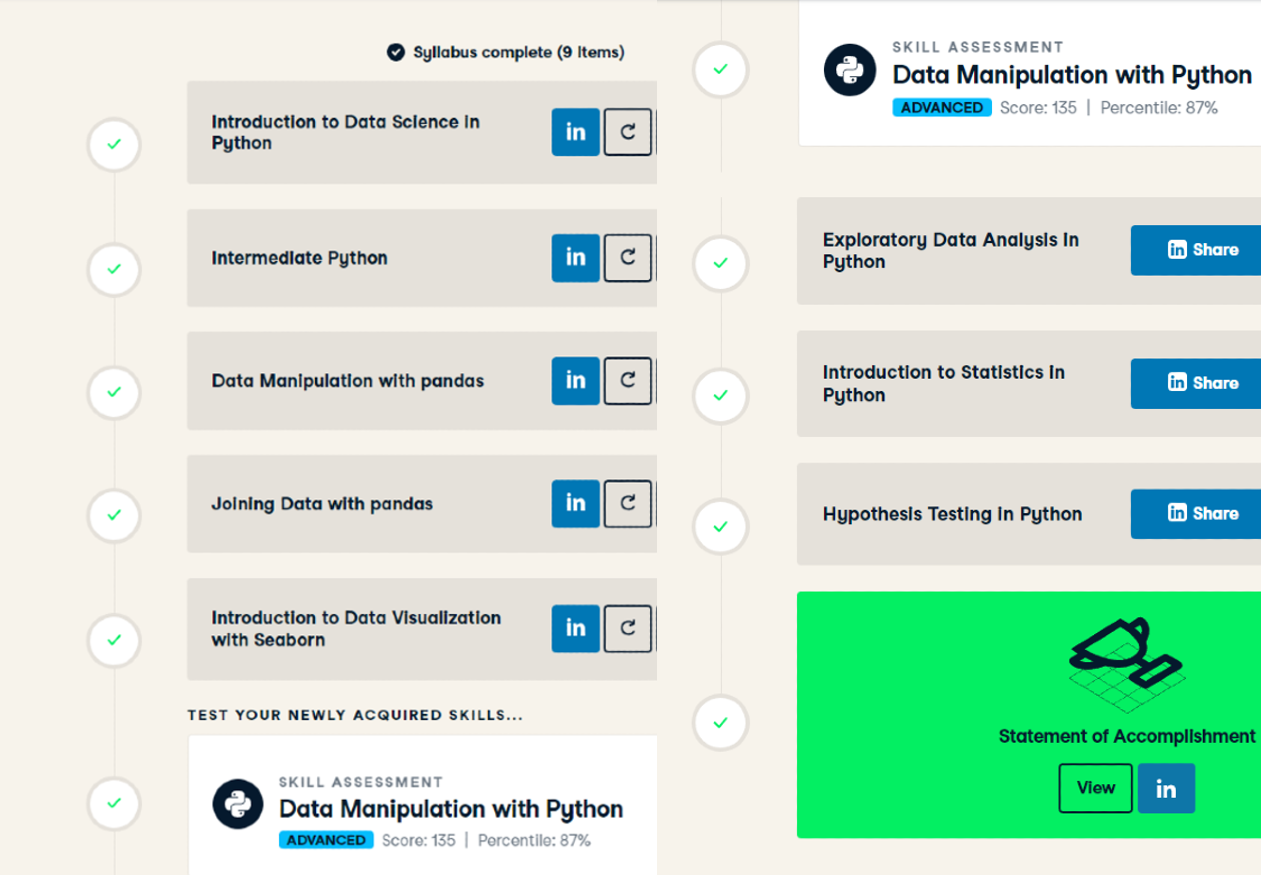 Syllabus complete (9 Items)
Introduction to Data Science in
Python
in
Intermediate Python
in
Data Manipulation with pandas
in
Joining Data with pandas
in
Introduction to Data Visualization
with Seaborn
in
TEST YOUR NEWLY ACQUIRED SKILLS...
SKILL ASSESSMENT
Data Manipulation with Python
ADVANCED Score: 135 | Percentile: 87%
SKILL ASSESSMENT
Data Manipulation with Python
ADVANCED Score: 135 | Percentile: 87%
Exploratory Data Analysis in
Python
in Share
Introduction to Statistics in
Python
in Share
Hypothesis Testing in Python
in Share
Statement of Accomplishment
View in